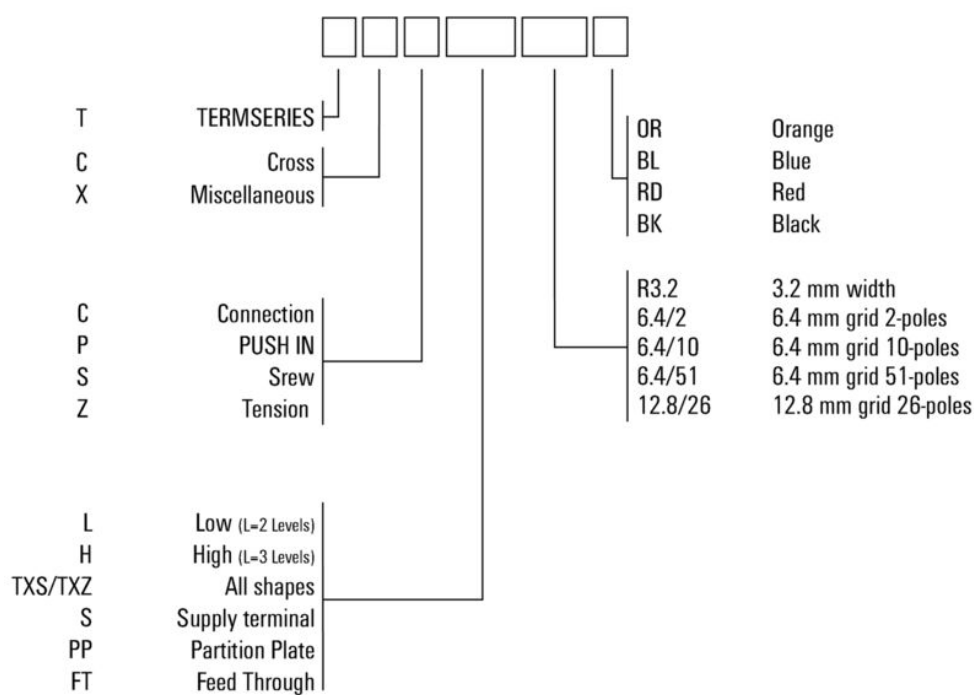 T TERMSERIES
C Cross
X Miscellaneous
C Connection
P PUSH IN
S Srew
Z Tension
L Low (L=2 Levels)
H High (L=3 Levels)
TXS/TXZ All shapes
S Supply terminal
PP Partition Plate
FT Feed Through
OR Orange
BL Blue
RD Red
BK Black
R3.2 3.2 mm width
6.4/2 6.4 mm grid 2-poles
6.4/10 6.4 mm grid 10-poles
6.4/51 6.4 mm grid 51-poles
12.8/26 12.8 mm grid 26-poles